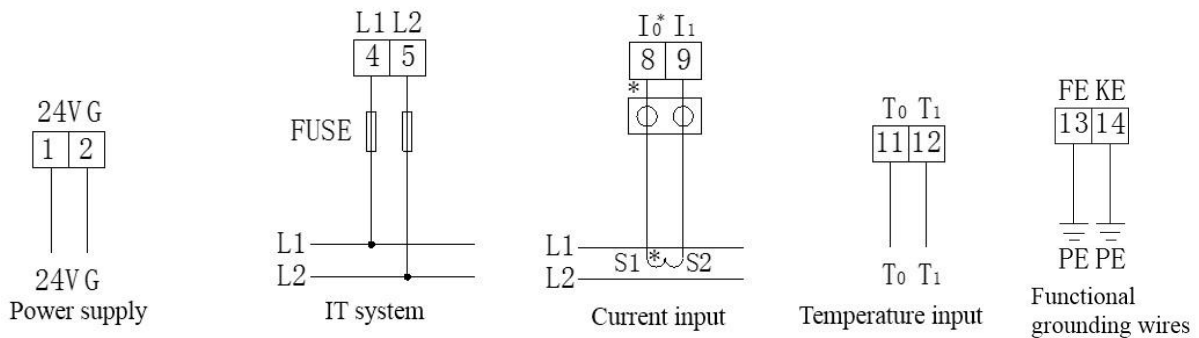 24V G
1 2
24V G
Power supply
L1 L2
4 5
FUSE
L1
L2
IT system
I0* I1
8 9
*
L1
S1 * S2
L2
Current input
T0 T1
11 12
T0 T1
Temperature input
FE KE
13 14
PE PE
Functional
grounding wires